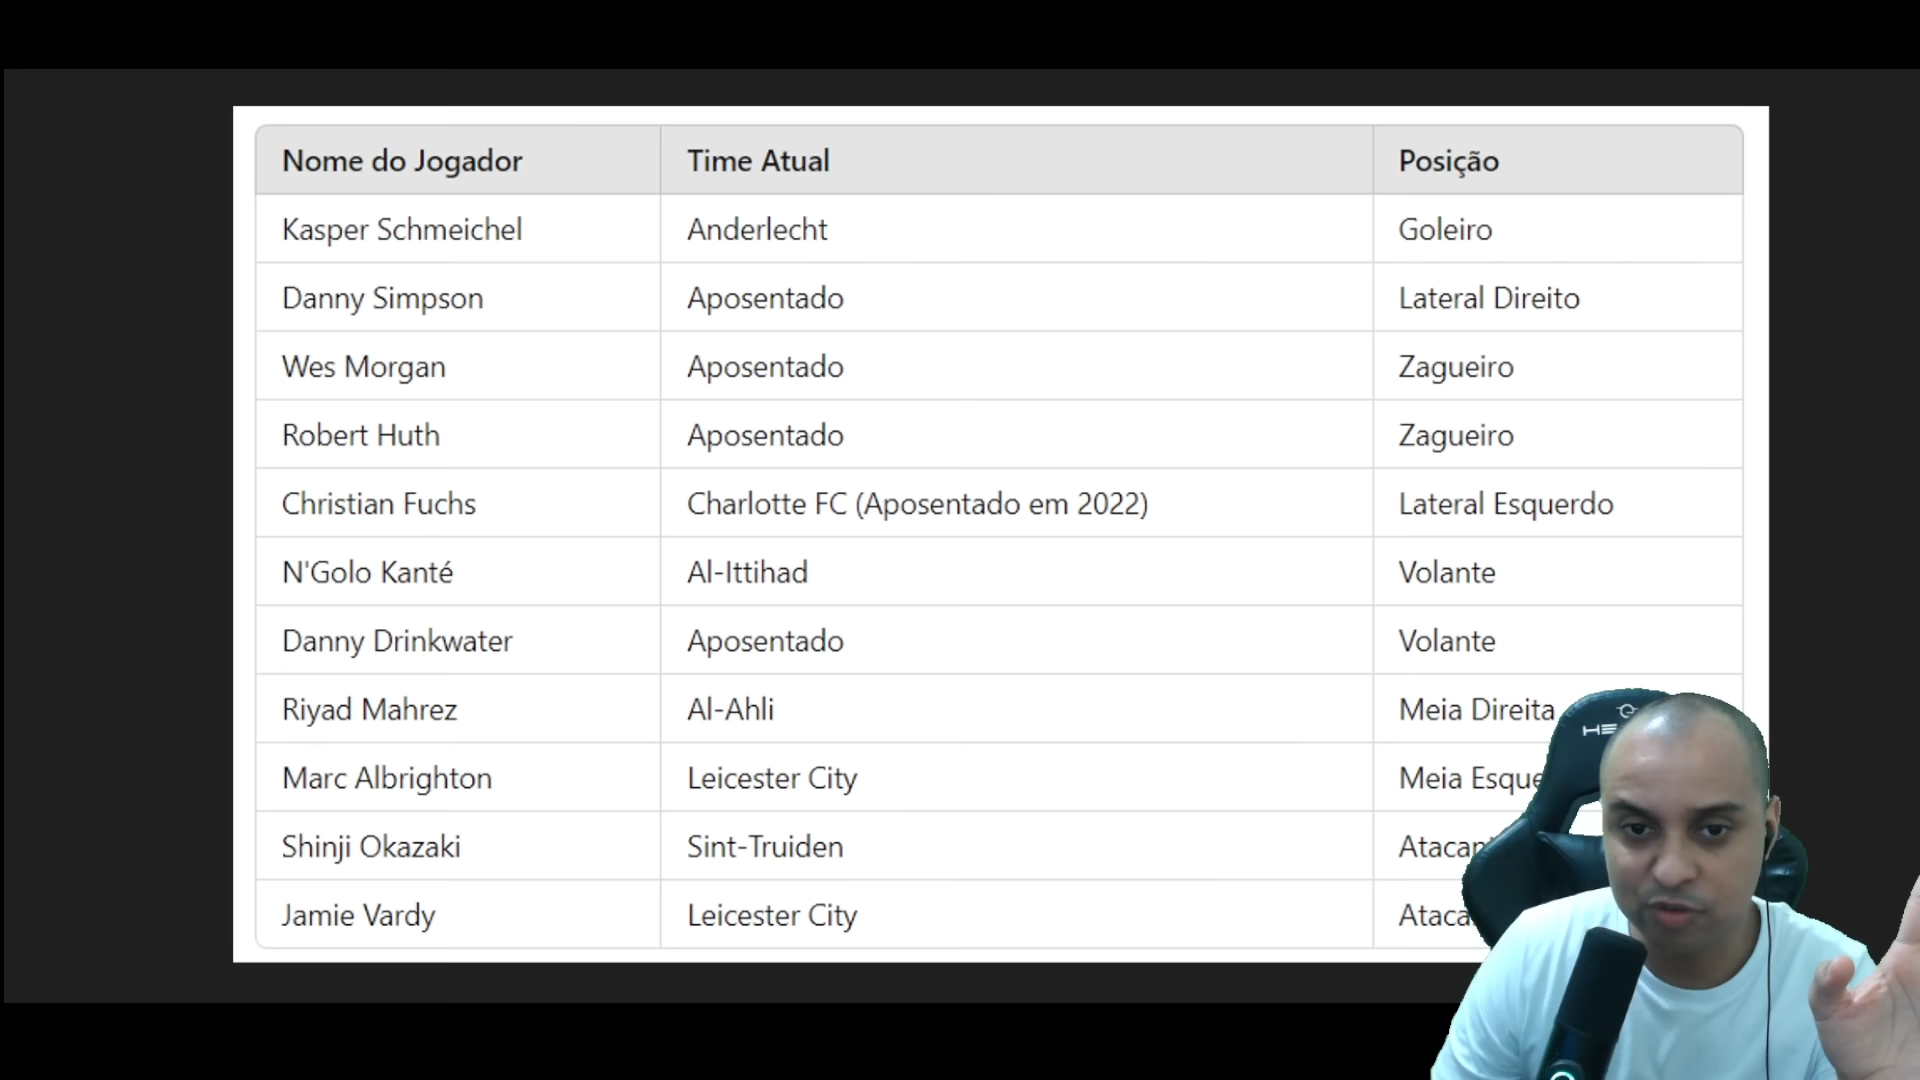 Nome do Jogador Time Atual Posição
Kasper Schmeichel Anderlecht Goleiro
Danny Simpson Aposentado Lateral Direito
Wes Morgan Aposentado Zagueiro
Robert Huth Aposentado Zagueiro
Christian Fuchs Charlotte FC (Aposentado em 2022) Lateral Esquerdo
N'Golo Kanté Al-Ittihad Volante
Danny Drinkwater Aposentado Volante
Riyad Mahrez Al-Ahli Meia Direita
Marc Albrighton Leicester City Meia
Shinji Okazaki Sint-Truiden
Jamie Vardy Leicester City